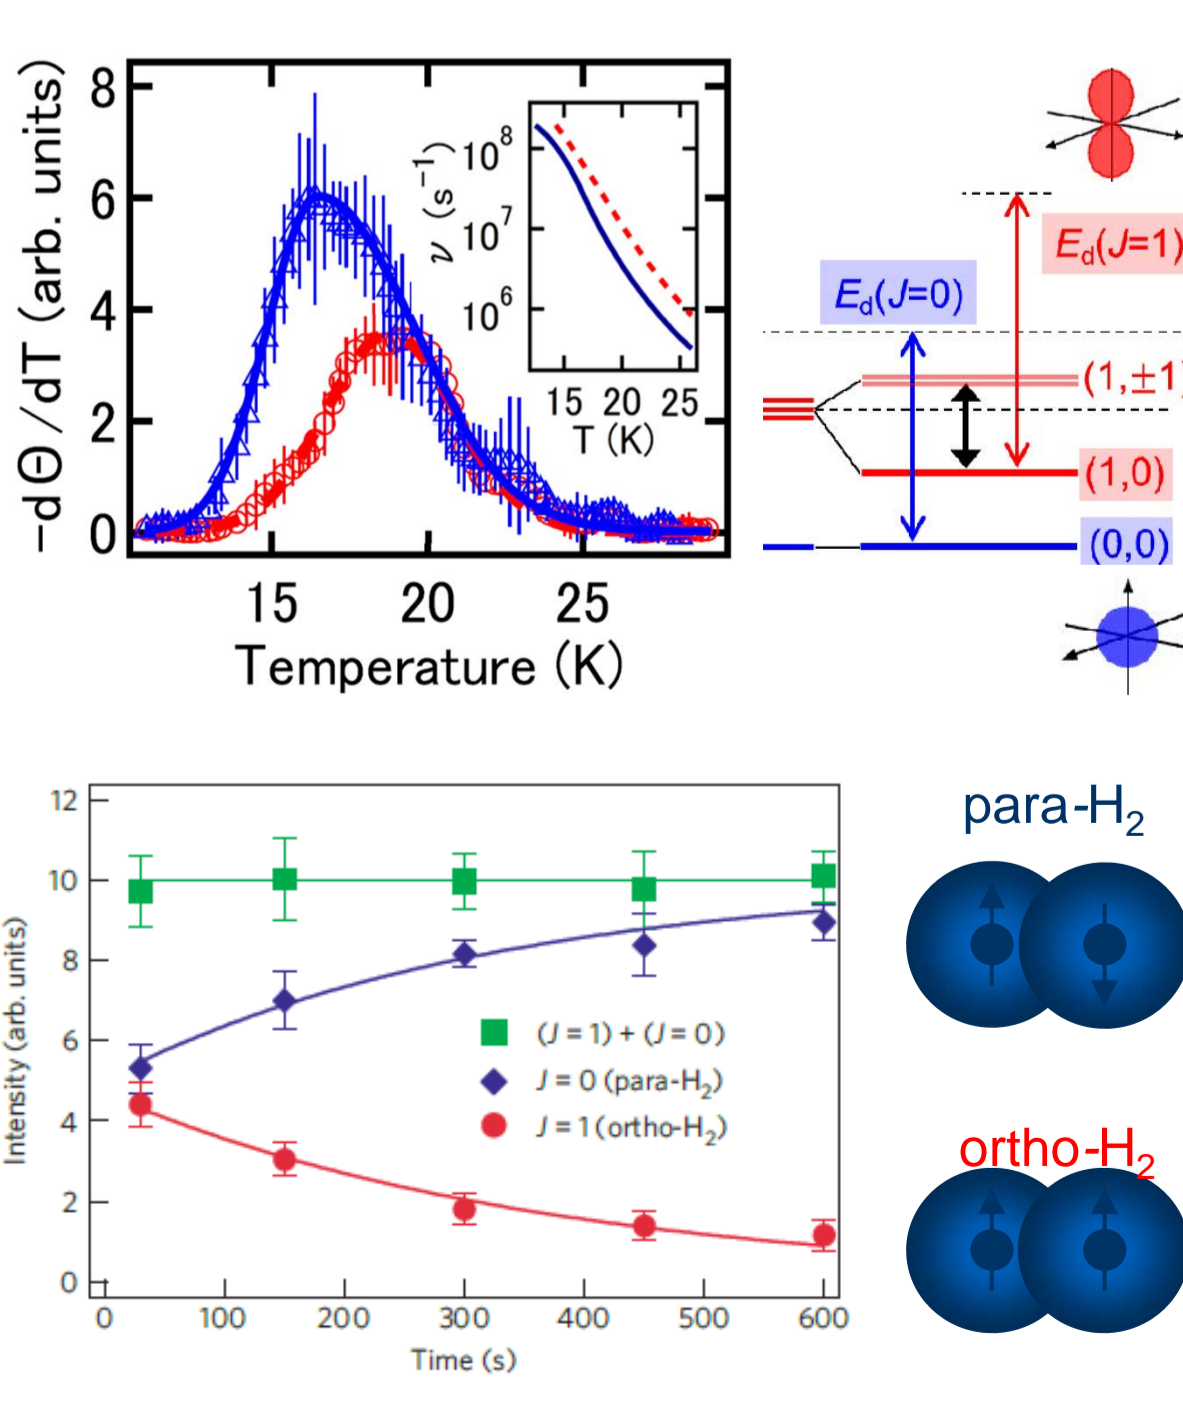 8
6
4
2
0
−dΘ/dT (arb. units)
15 20 25
Temperature (K)
ν (s⁻¹)
10⁸
10⁷
10⁶
15 20 25
T (K)
E_d(J=1)
E_d(J=0)
(1,±1)
(1,0)
(0,0)
12
10
8
6
4
2
0
Intensity (arb. units)
(J = 1) + (J = 0)
J = 0 (para-H₂)
J = 1 (ortho-H₂)
0 100 200 300 400 500 600
Time (s)
para-H₂
ortho-H₂